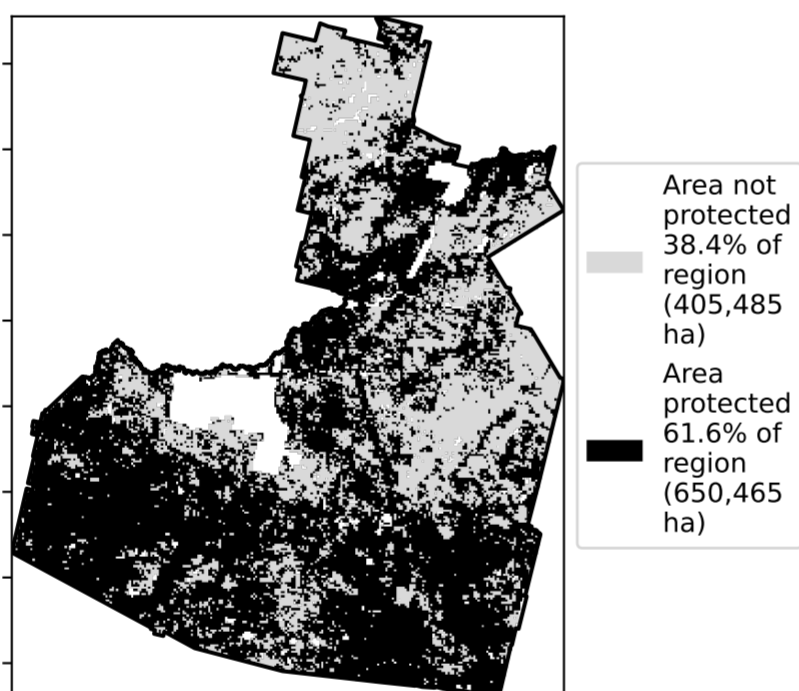 Area not
protected
38.4% of
region
(405,485
ha)
Area
protected
61.6% of
region
(650,465
ha)